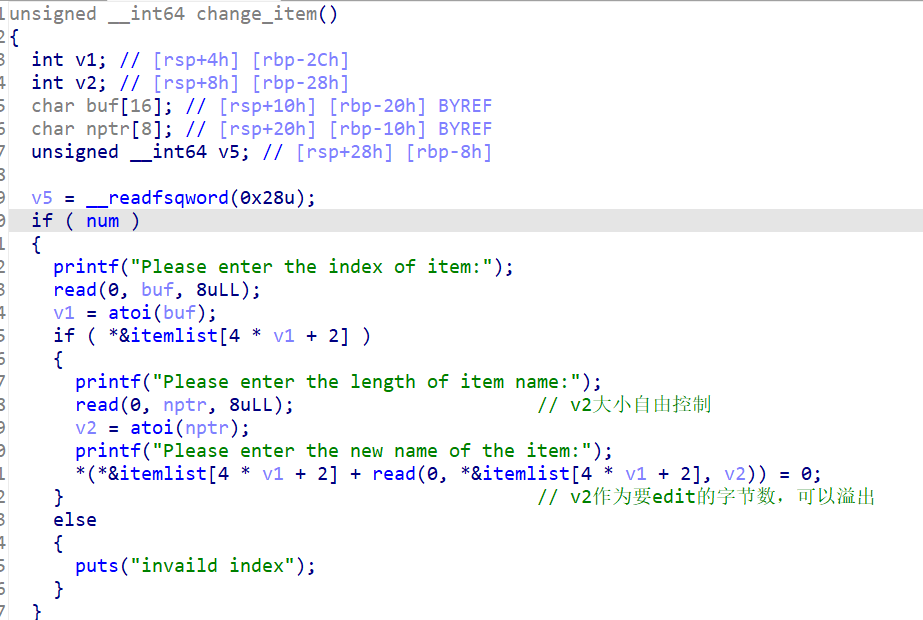 1unsigned __int64 change_item()
2{
3  int v1; // [rsp+4h] [rbp-2Ch]
4  int v2; // [rsp+8h] [rbp-28h]
5  char buf[16]; // [rsp+10h] [rbp-20h] BYREF
6  char nptr[8]; // [rsp+20h] [rbp-10h] BYREF
7  unsigned __int64 v5; // [rsp+28h] [rbp-8h]
8
9  v5 = __readfsqword(0x28u);
0  if ( num )
1  {
2    printf("Please enter the index of item:");
3    read(0, buf, 8uLL);
4    v1 = atoi(buf);
5    if ( *&itemlist[4 * v1 + 2] )
6    {
7      printf("Please enter the length of item name:");
8      read(0, nptr, 8uLL);                      // v2大小自由控制
9      v2 = atoi(nptr);
0      printf("Please enter the new name of the item:");
1      *(*&itemlist[4 * v1 + 2] + read(0, *&itemlist[4 * v1 + 2], v2)) = 0;
2    }                                           // v2作为要edit的字节数，可以溢出
3    else
4    {
5      puts("invaild index");
6    }
7  }